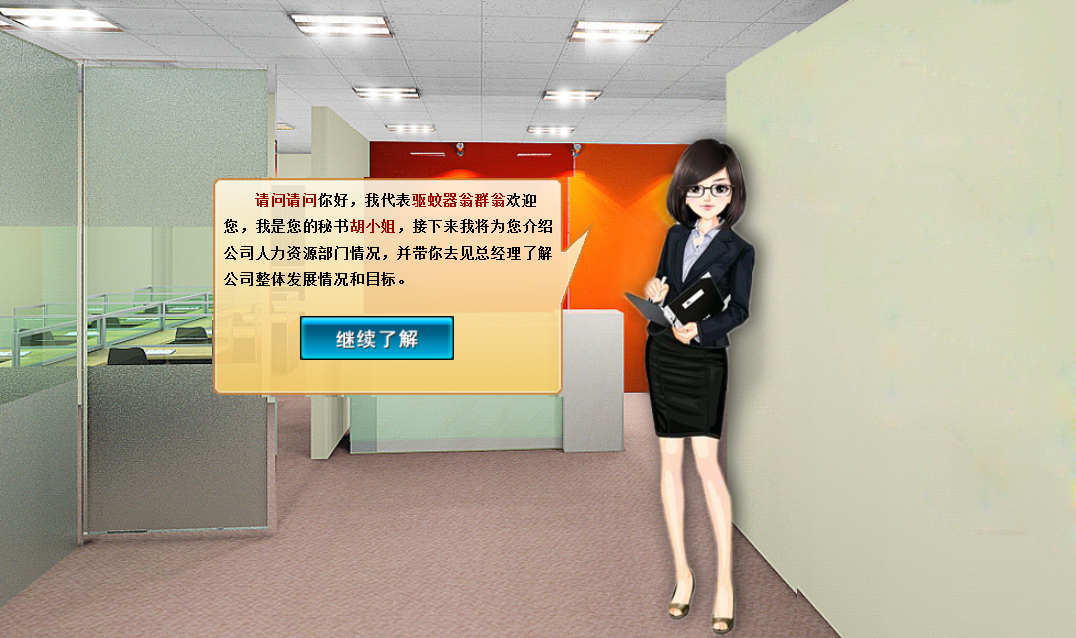 请问请问你好，我代表驱蚊器翁群翁欢迎
您，我是您的秘书胡小姐，接下来我将为您介绍
公司人力资源部门情况，并带你去见总经理了解
公司整体发展情况和目标。
继续了解